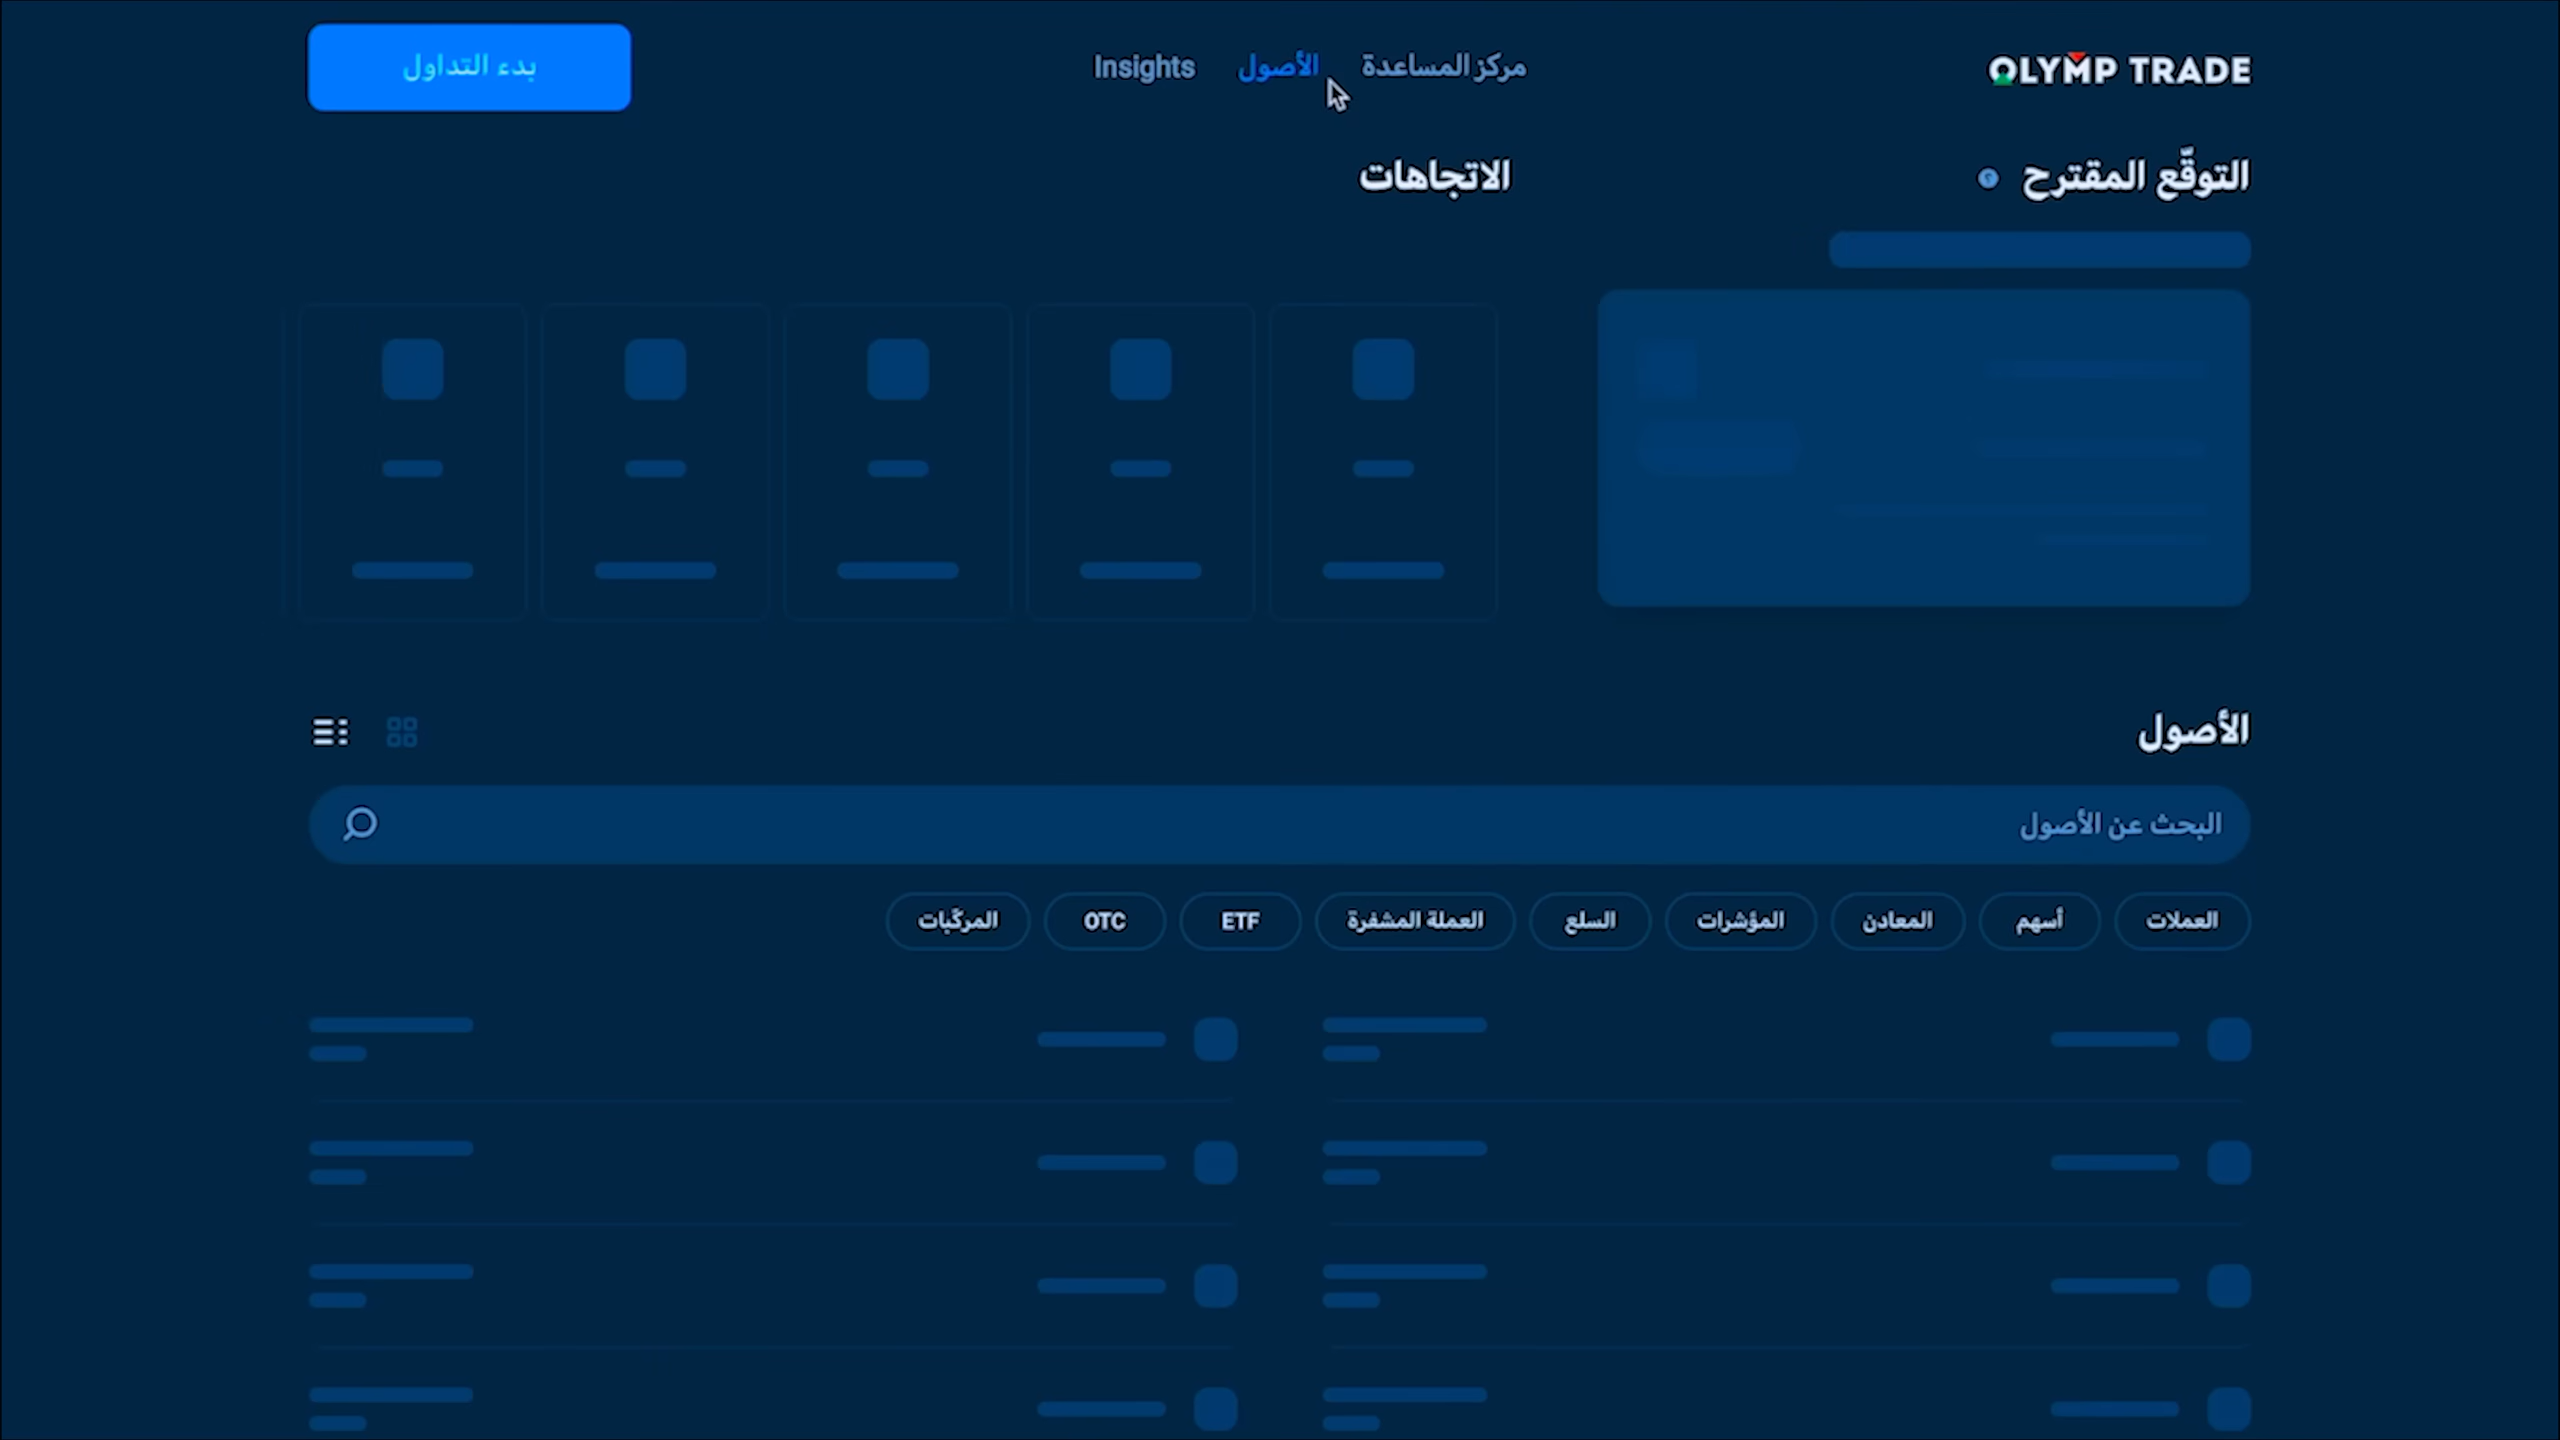 OLYMP TRADE
مركز المساعدة
الأصول
Insights
بدء التداول
التوقّع المقترح
الاتجاهات
الأصول
البحث عن الأصول
العملات
أسهم
المعادن
المؤشرات
السلع
العملة المشفرة
ETF
OTC
المركّبات